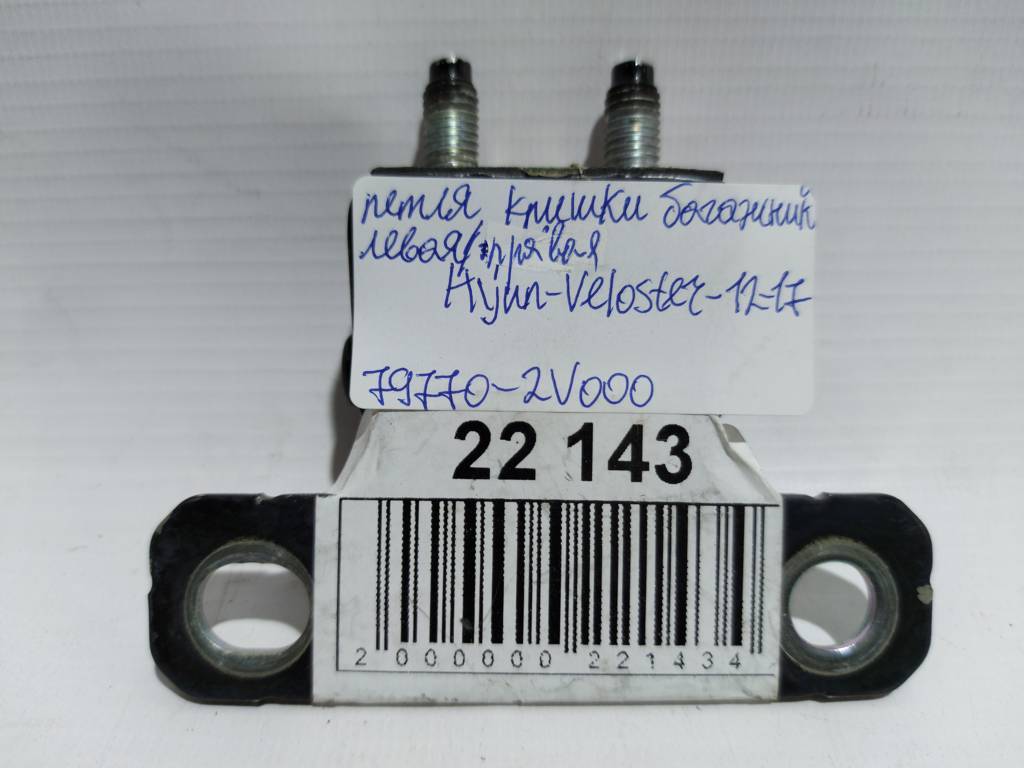 петля крышки багажник
левая/правая
Hyun-Veloster-12-17
79770-2V000
22 143
2 000000 221434